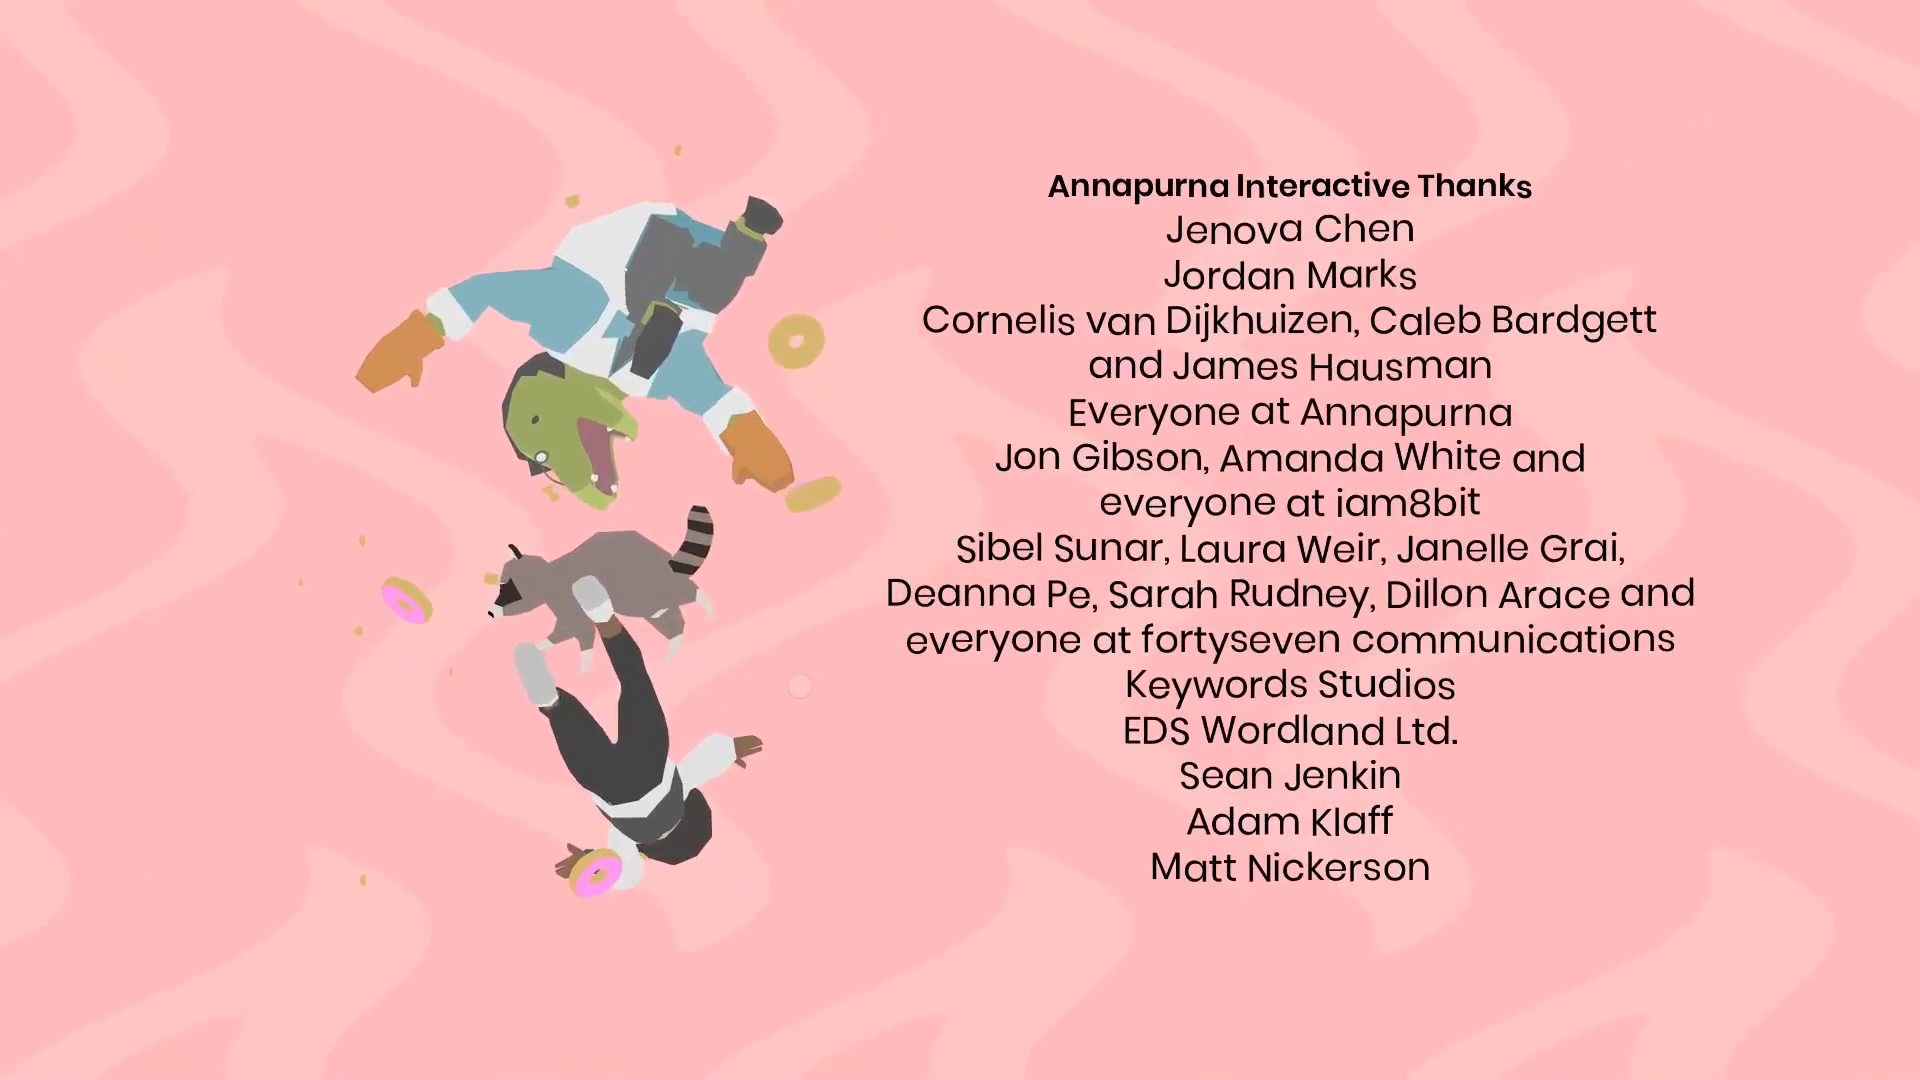 Annapurna Interactive Thanks
Jenova Chen
Jordan Marks
Cornelis van Dijkhuizen, Caleb Bardgett
and James Hausman
Everyone at Annapurna
Jon Gibson, Amanda White and
everyone at iam8bit
Sibel Sunar, Laura Weir, Janelle Grai,
Deanna Pe, Sarah Rudney, Dillon Arace and
everyone at fortyseven communications
Keywords Studios
EDS Wordland Ltd.
Sean Jenkin
Adam Klaff
Matt Nickerson